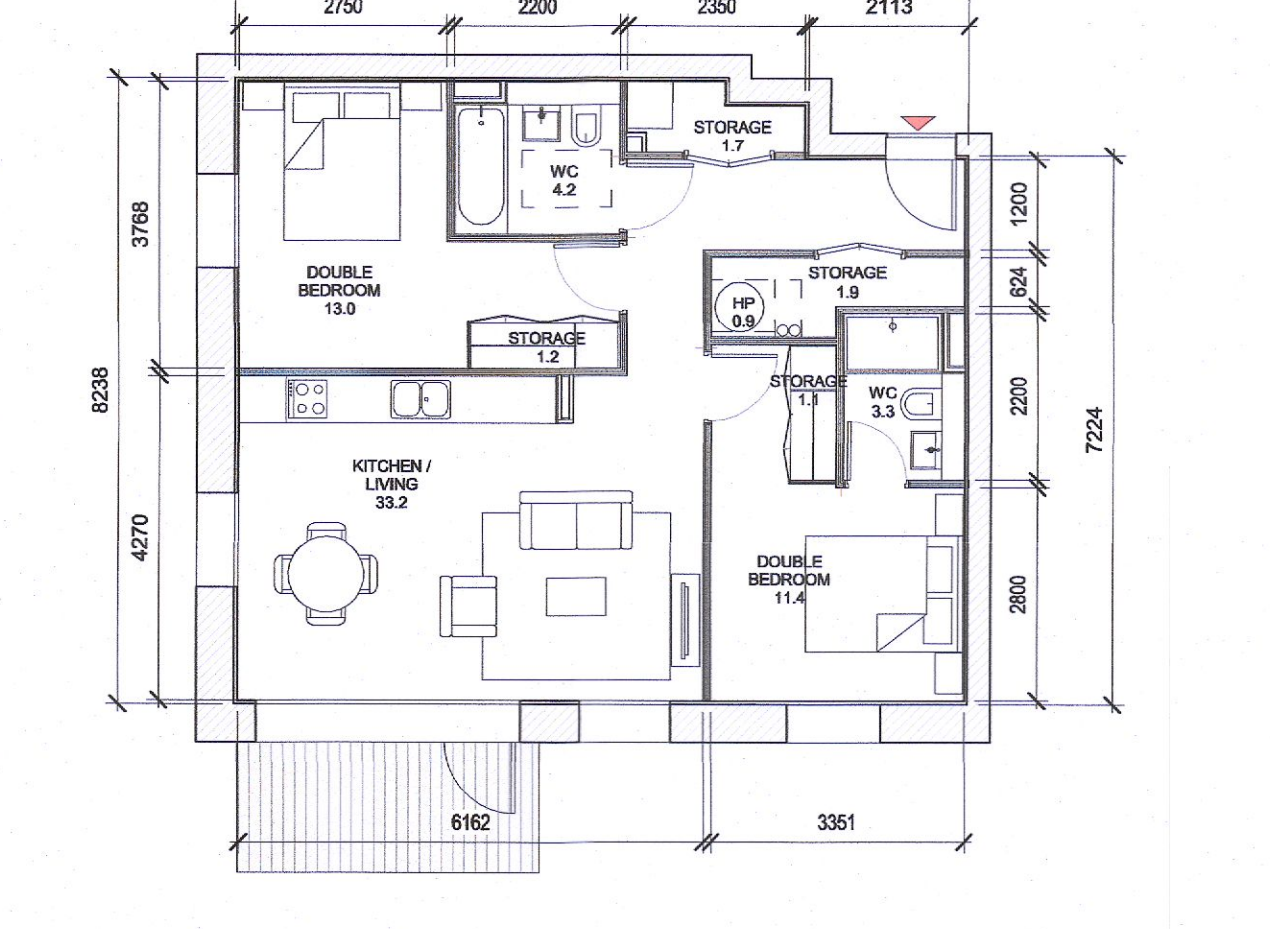 2750
2200
2350
2113
STORAGE
1.7
WC
4.2
3768
1200
DOUBLE
BEDROOM
13.0
STORAGE
1.9
624
HP
0.9
STORAGE
1.2
8238
STORAGE
1.1
WC
3.3
2200
7224
KITCHEN /
LIVING
33.2
4270
DOUBLE
BEDROOM
11.4
2800
6162
3351